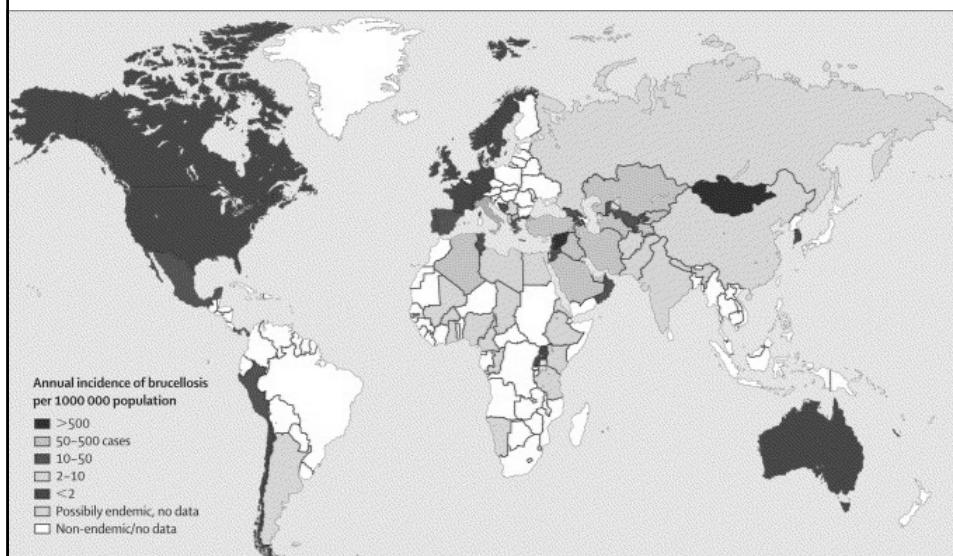 Annual incidence of brucellosis
per 1000 000 population
>500
50–500 cases
10–50
2–10
<2
Possibily endemic, no data
Non-endemic/no data